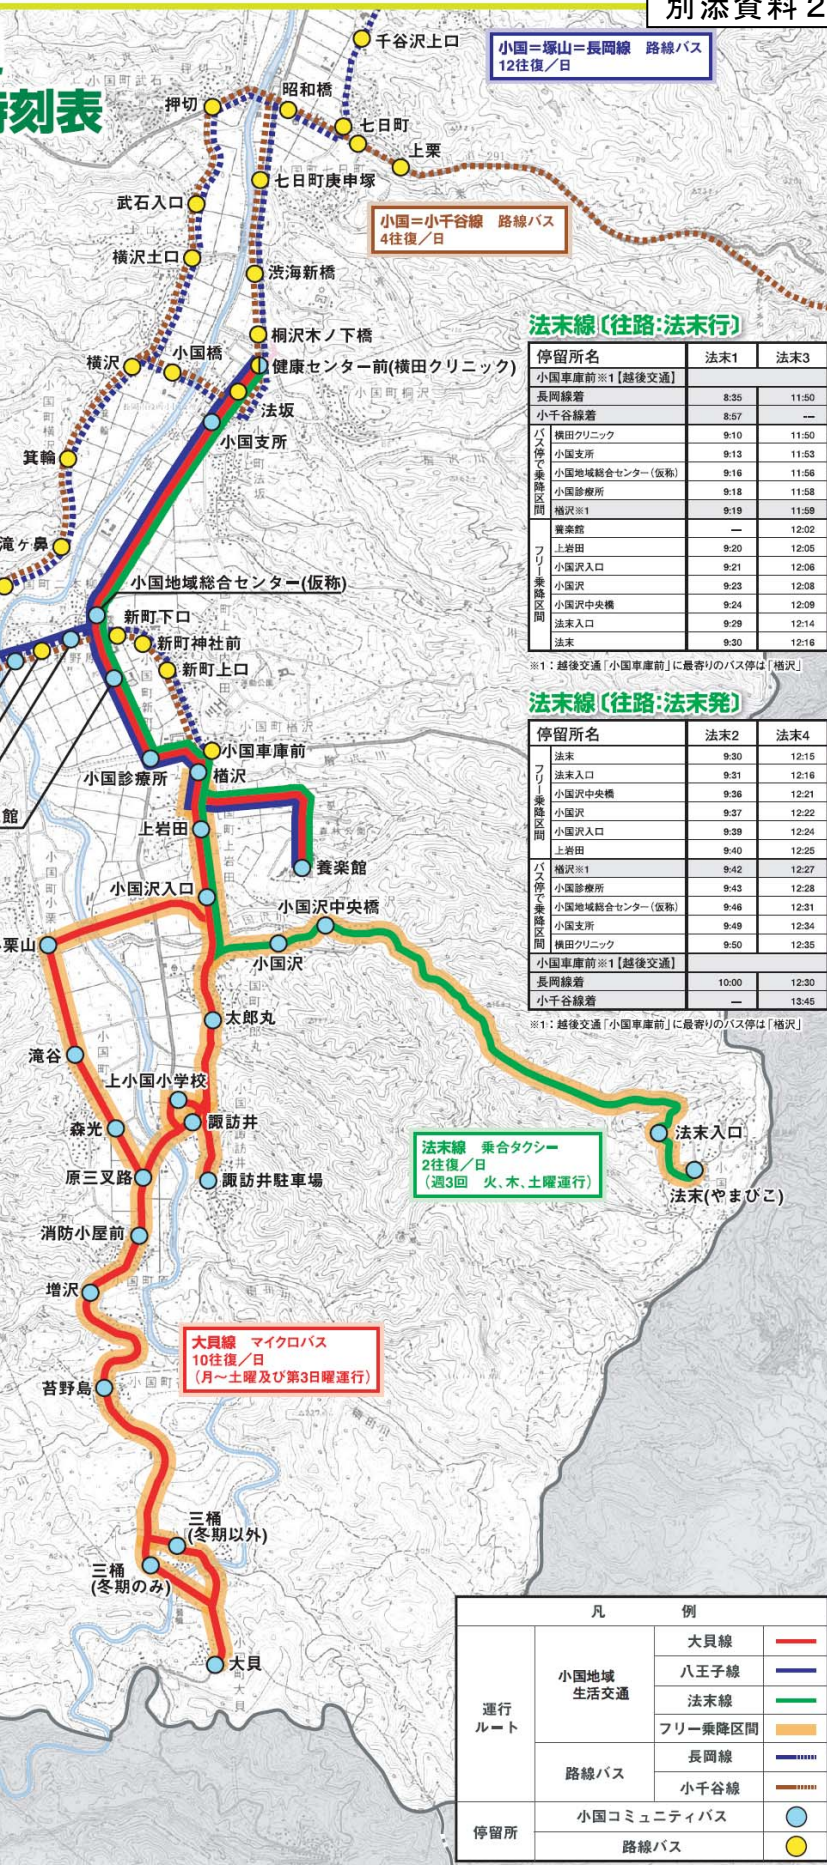 別添資料2
時刻表
千谷沢上口
小国=塚山=長岡線 路線バス
12往復/日
昭和橋
押切
七日町
上栗
七日町庚申塚
武石入口
小国=小千谷線 路線バス
4往復/日
横沢土口
渋海新橋
桐沢木ノ下橋
小国橋
横沢
健康センター前(横田クリニック)
法坂
小国支所
箕輪
滝ヶ鼻
小国地域総合センター(仮称)
新町下口
新町神社前
新町上口
小国車庫前
小国診療所
楢沢
館
上岩田
養楽館
小国沢入口
小国沢中央橋
栗山
小国沢
太郎丸
滝谷
上小国小学校
諏訪井
森光
原三叉路
諏訪井駐車場
法末入口
法末(やまびこ)
消防小屋前
増沢
苔野島
三桶
(冬期以外)
三桶
(冬期のみ)
大貝
法末線 乗合タクシー
2往復/日
(週3回 火、木、土曜運行)
大貝線 マイクロバス
10往復/日
(月~土曜及び第3日曜運行)
法末線〔往路:法末行〕
停留所名 法末1 法末3
小国車庫前※1【越後交通】
長岡線着 8:35 11:50
小千谷線着 8:57 ---
バス停で乗降区間
横田クリニック 9:10 11:50
小国支所 9:13 11:53
小国地域総合センター(仮称) 9:16 11:56
小国診療所 9:18 11:58
楢沢※1 9:19 11:59
フリー乗降区間
養楽館 — 12:02
上岩田 9:20 12:05
小国沢入口 9:21 12:06
小国沢 9:23 12:08
小国沢中央橋 9:24 12:09
法末入口 9:29 12:14
法末 9:30 12:16
※1:越後交通「小国車庫前」に最寄りのバス停は「楢沢」
法末線〔往路:法末発〕
停留所名 法末2 法末4
フリー乗降区間
法末 9:30 12:15
法末入口 9:31 12:16
小国沢中央橋 9:36 12:21
小国沢 9:37 12:22
小国沢入口 9:39 12:24
上岩田 9:40 12:25
バス停で乗降区間
楢沢※1 9:42 12:27
小国診療所 9:43 12:28
小国地域総合センター(仮称) 9:46 12:31
小国支所 9:49 12:34
横田クリニック 9:50 12:35
小国車庫前※1【越後交通】
長岡線着 10:00 12:30
小千谷線着 — 13:45
※1:越後交通「小国車庫前」に最寄りのバス停は「楢沢」
凡 例
運行ルート
小国地域生活交通
大貝線
八王子線
法末線
フリー乗降区間
路線バス
長岡線
小千谷線
停留所
小国コミュニティバス
路線バス